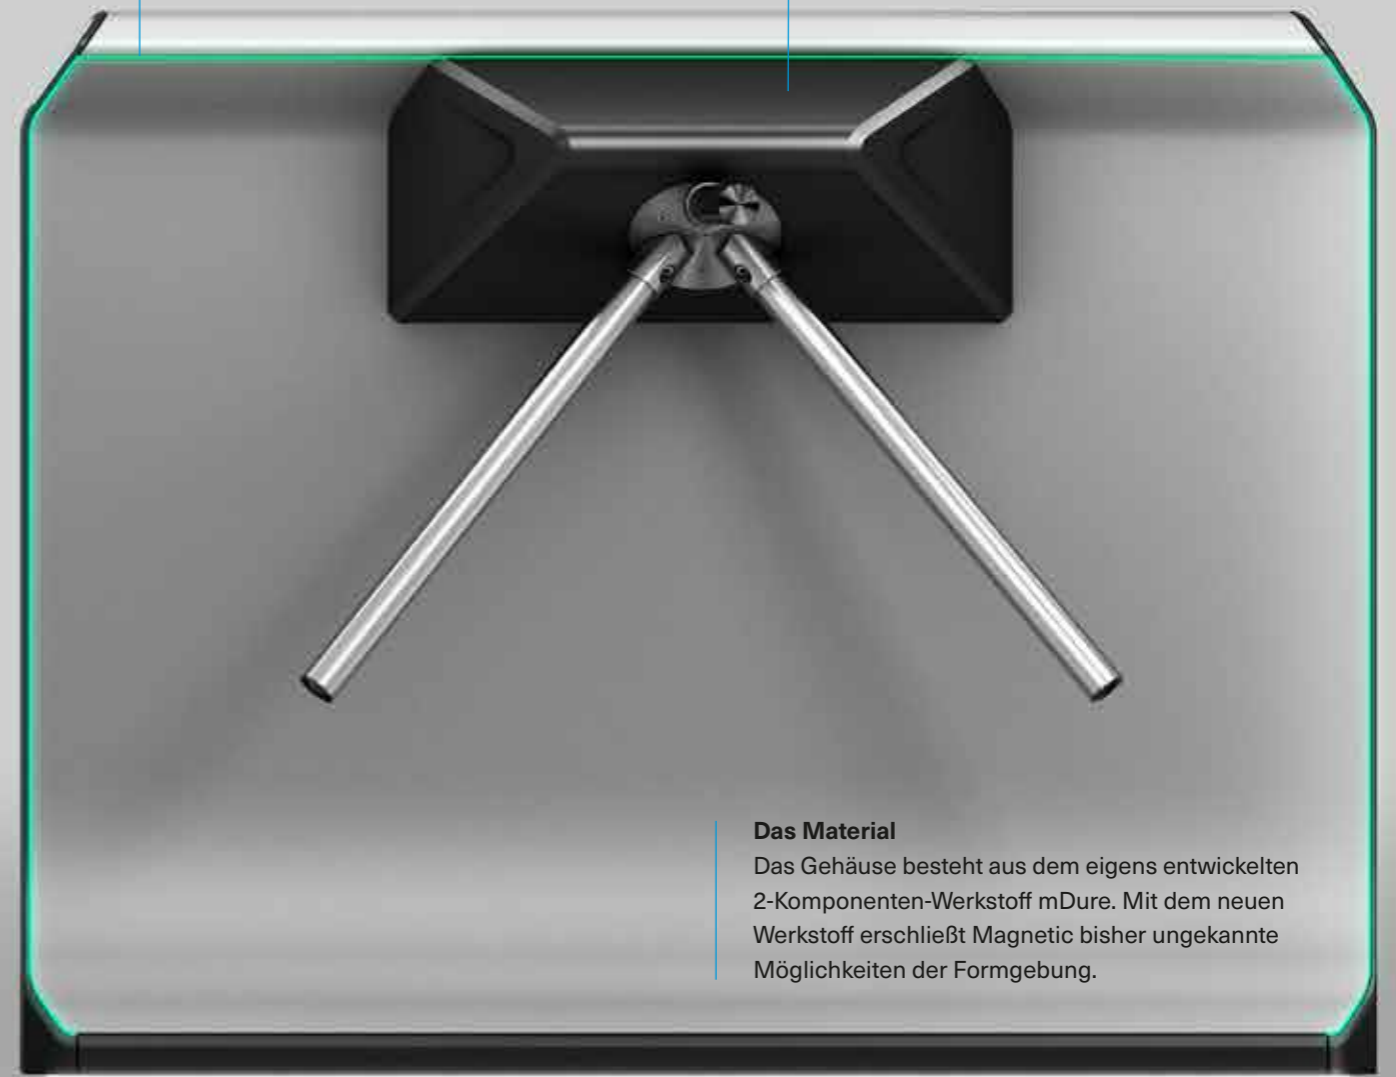 Das Material
Das Gehäuse besteht aus dem eigens entwickelten
2-Komponenten-Werkstoff mDure. Mit dem neuen
Werkstoff erschließt Magnetic bisher ungekannte
Möglichkeiten der Formgebung.